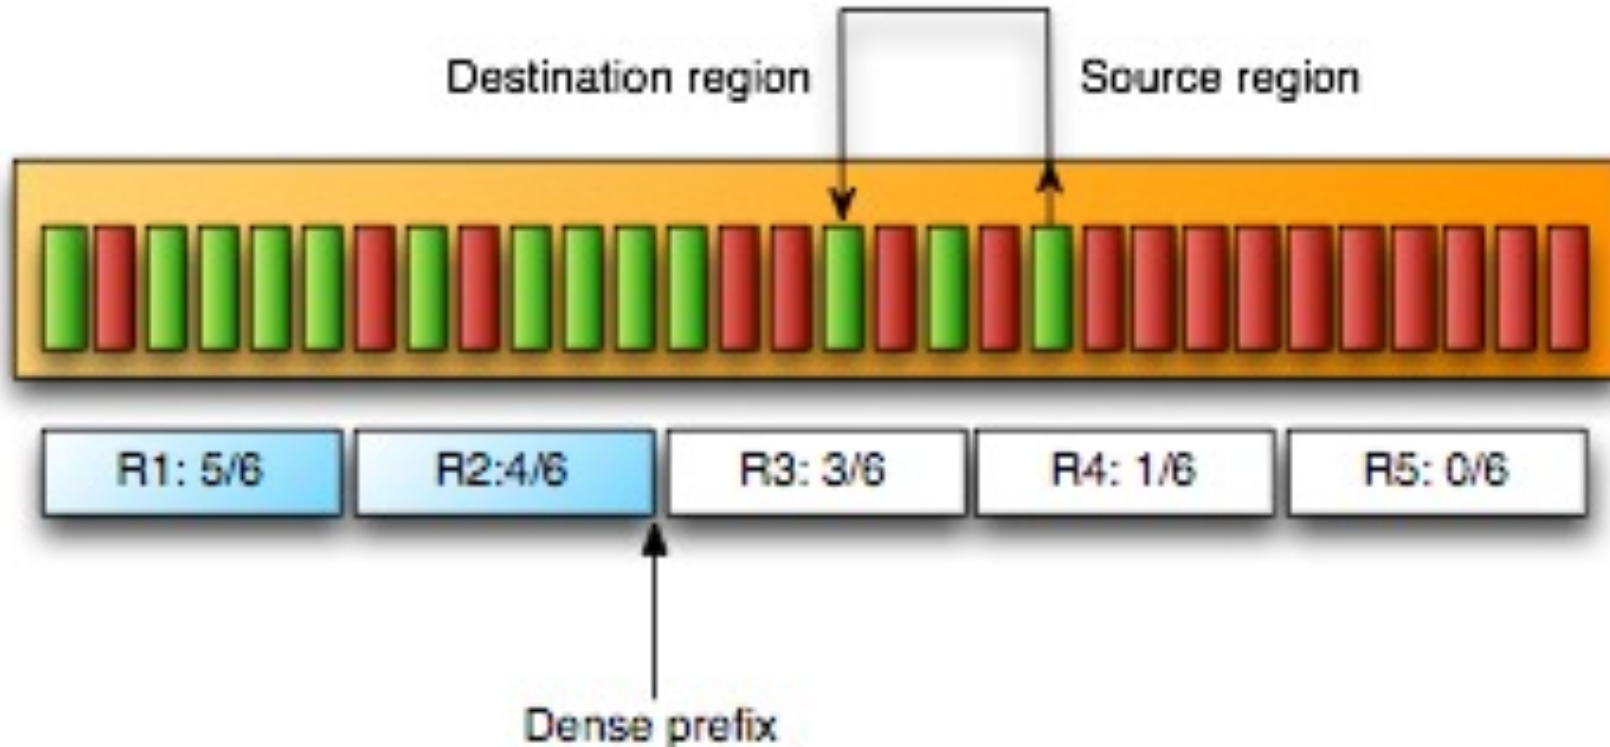 Destination region
Source region
R1: 5/6
R2:4/6
R3: 3/6
R4: 1/6
R5: 0/6
Dense prefix